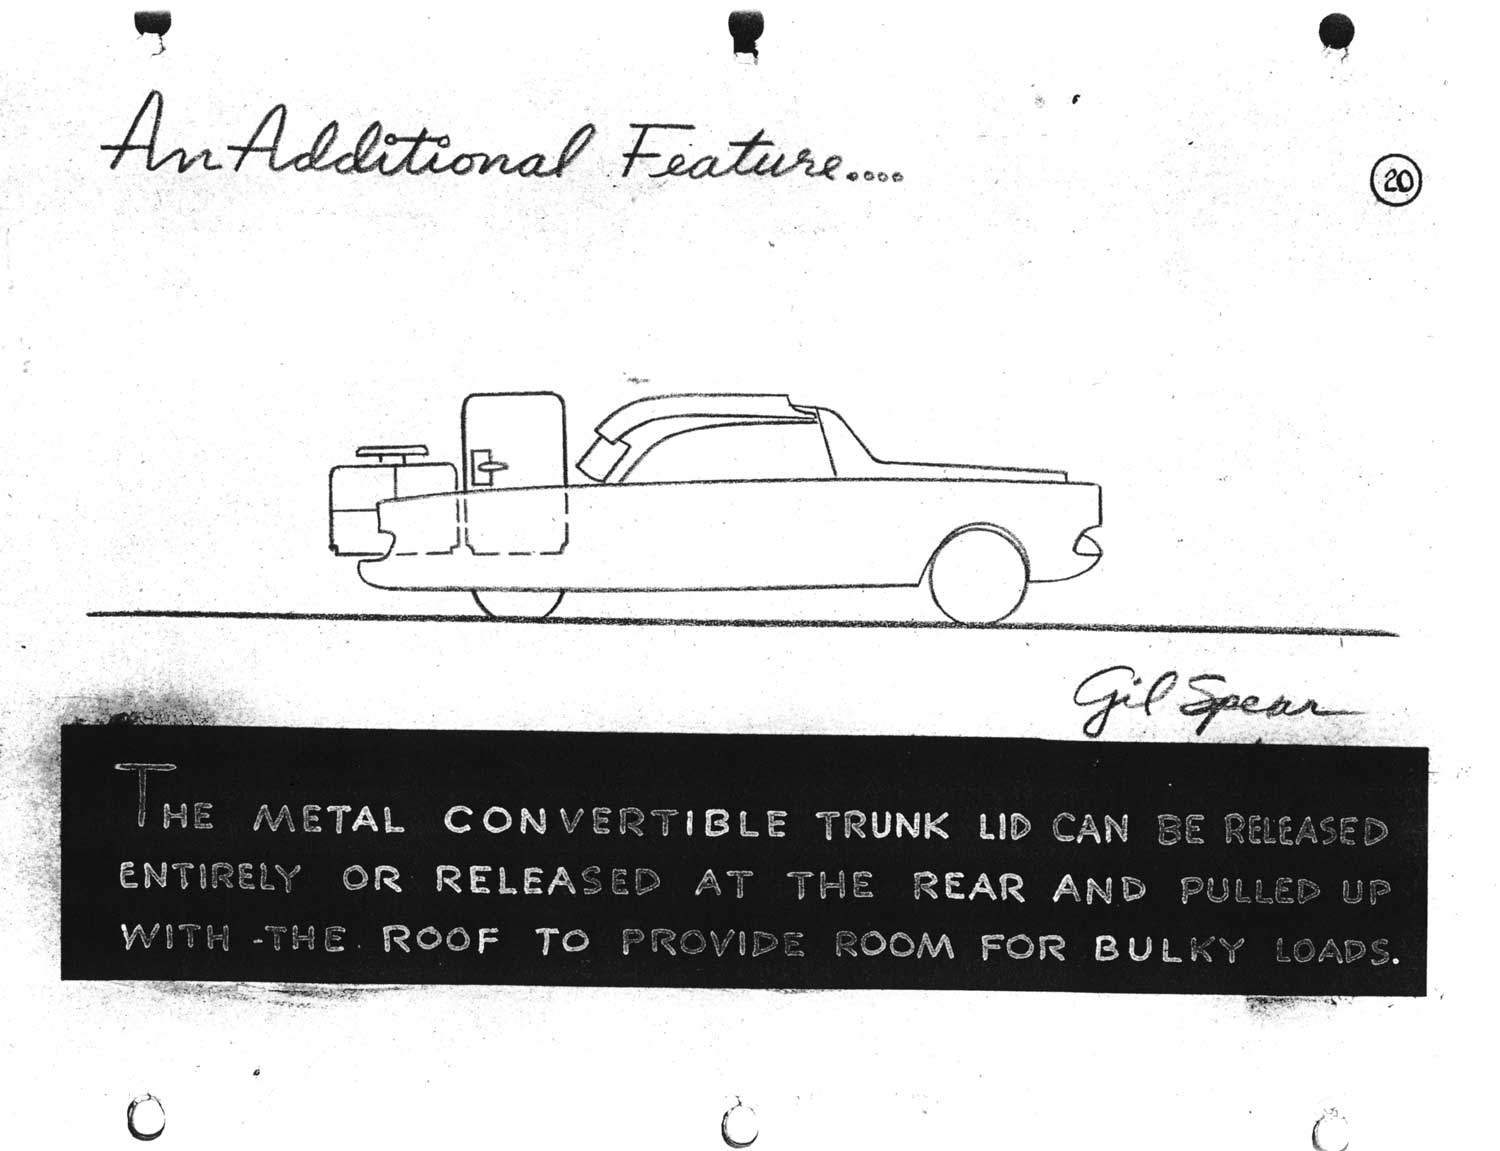 An Additional Feature....
20
Gil Spear
THE METAL CONVERTIBLE TRUNK LID CAN BE RELEASED
ENTIRELY OR RELEASED AT THE REAR AND PULLED UP
WITH THE ROOF TO PROVIDE ROOM FOR BULKY LOADS.